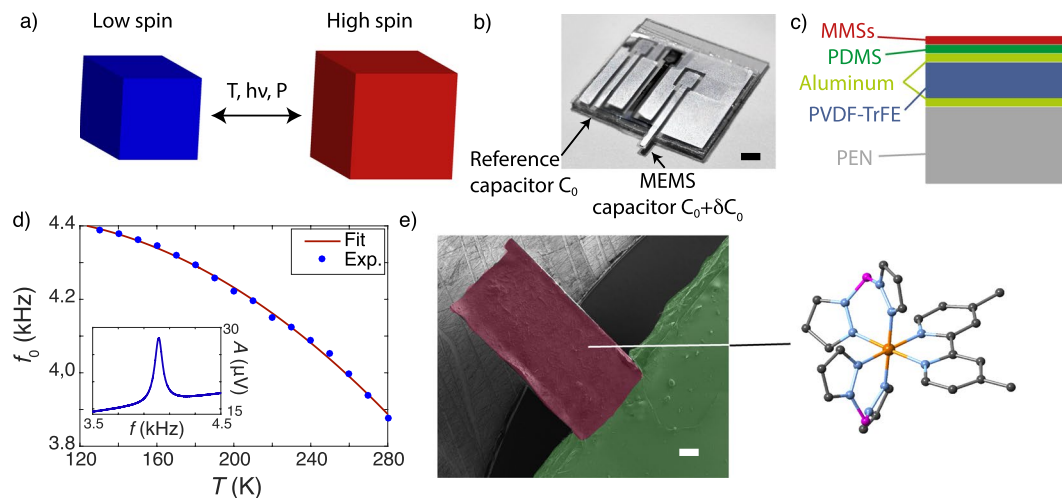 a)
Low spin
High spin
T, hν, P
b)
Reference
capacitor C₀
MEMS
capacitor C₀+δC₀
c)
MMSs
PDMS
Aluminum
PVDF-TrFE
PEN
d)
4.4
4.2
4,0
3.8
f₀ (kHz)
120
160
200
240
280
T (K)
Fit
Exp.
30
15
A (μV)
3.5
4.5
f (kHz)
e)